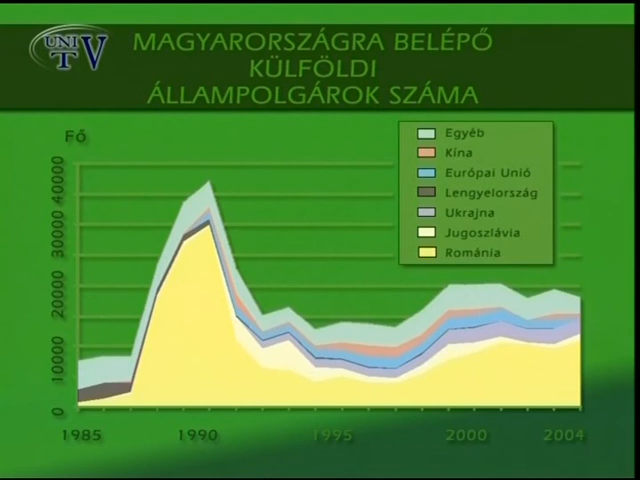 UNI
TV
MAGYARORSZÁGRA BELÉPŐ
KÜLFÖLDI
ÁLLAMPOLGÁROK SZÁMA
Fő
Egyéb
Kína
Európai Unió
Lengyelország
Ukrajna
Jugoszlávia
Románia
40000
30000
20000
10000
0
1985 1990 1995 2000 2004